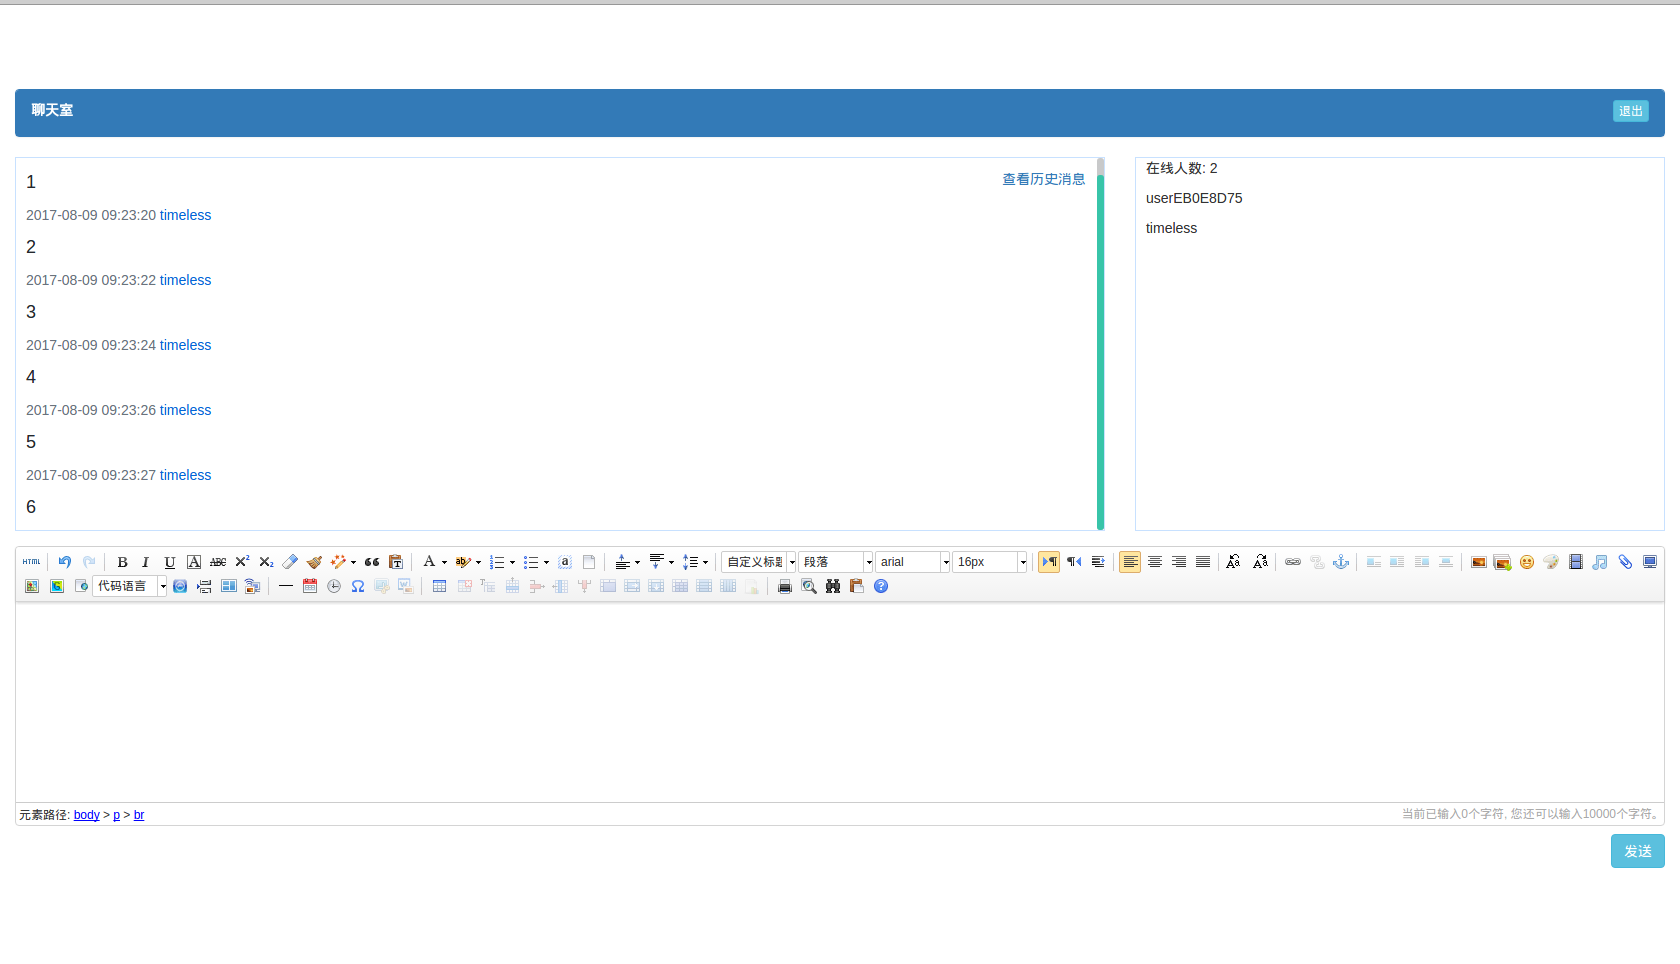 聊天室
退出
查看历史消息
1
2017-08-09 09:23:20 timeless
2
2017-08-09 09:23:22 timeless
3
2017-08-09 09:23:24 timeless
4
2017-08-09 09:23:26 timeless
5
2017-08-09 09:23:27 timeless
6
在线人数: 2
userEB0E8D75
timeless
HTML B I U A ABC X² X₂ A 自定义标题 段落 arial 16px
代码语言
元素路径: body > p > br
当前已输入0个字符, 您还可以输入10000个字符。
发送